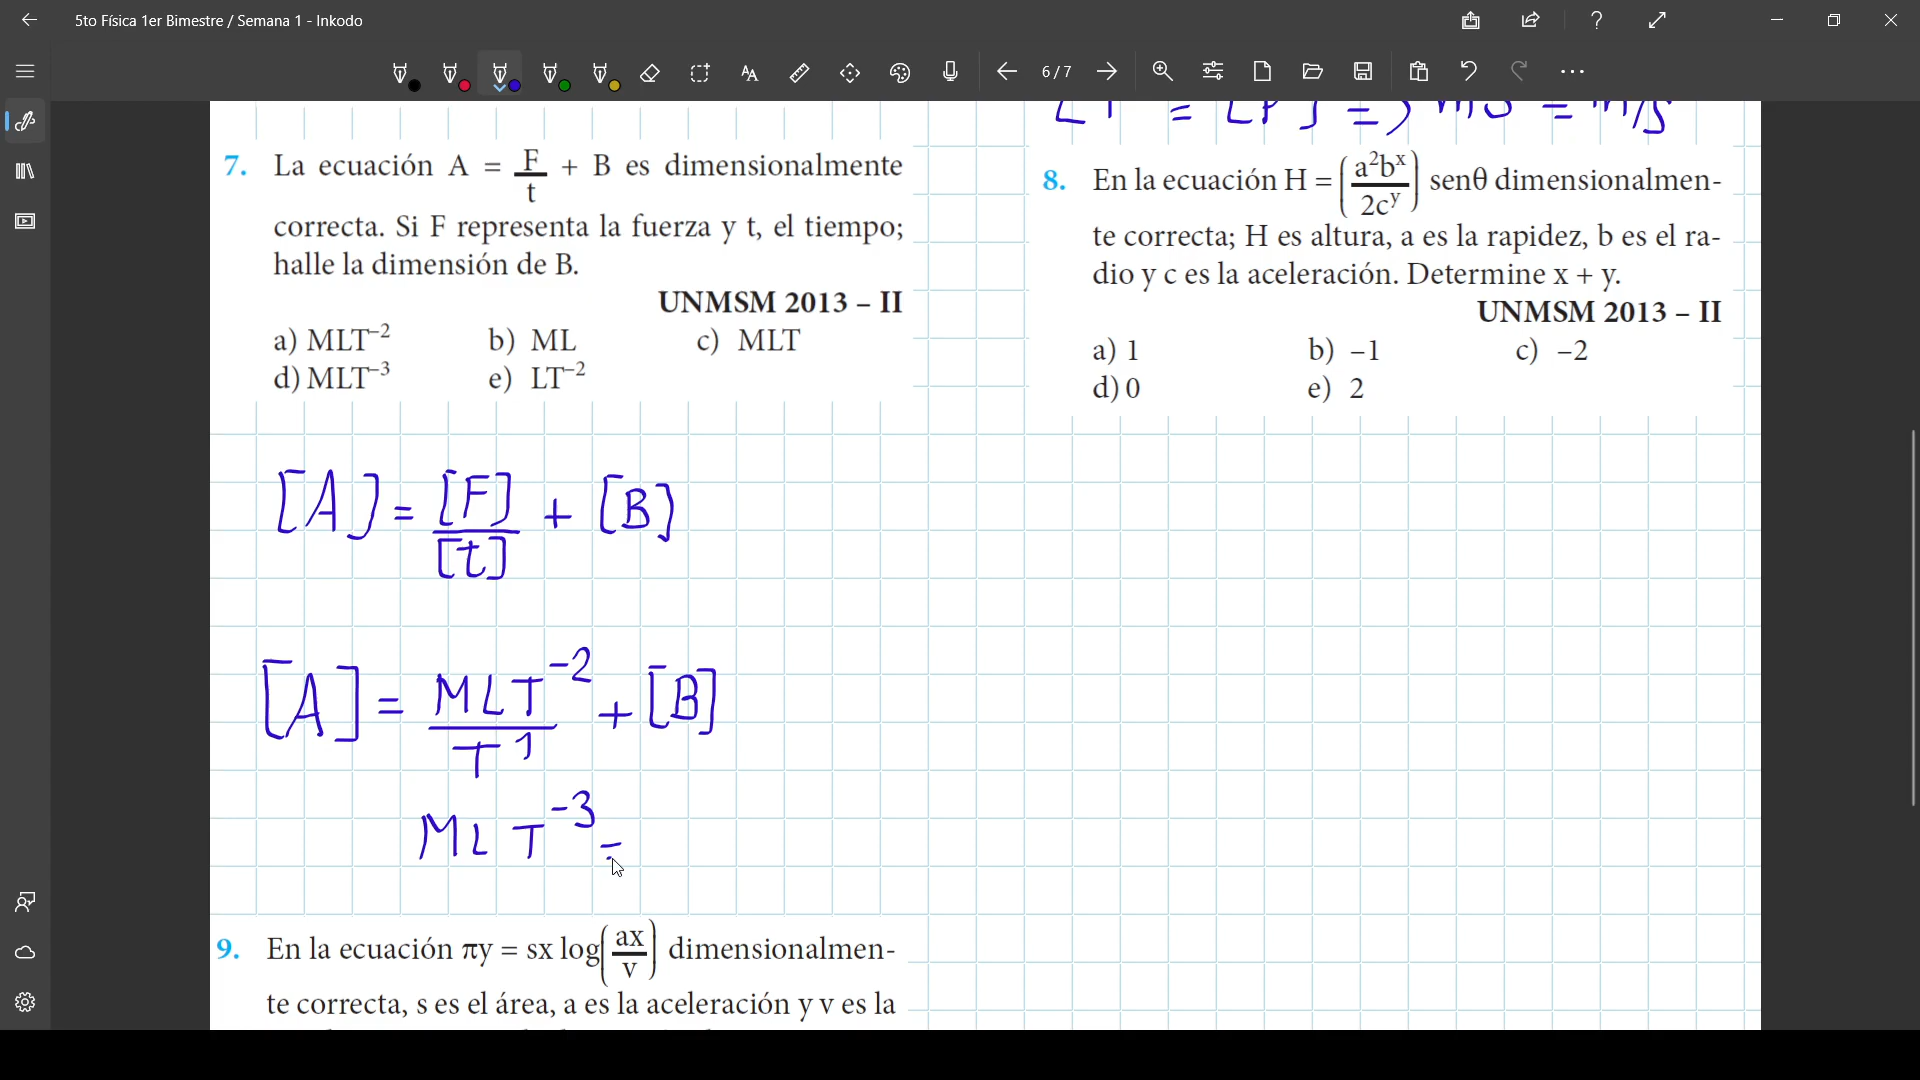 5to Física 1er Bimestre / Semana 1 - Inkodo
6 / 7
7. La ecuación A = F/t + B es dimensionalmente
correcta. Si F representa la fuerza y t, el tiempo;
halle la dimensión de B.
UNMSM 2013 – II
a) MLT⁻² b) ML c) MLT
d) MLT⁻³ e) LT⁻²
[A] = [F]/[t] + [B]
[A] = MLT⁻²/T¹ + [B]
MLT⁻³ =
8. En la ecuación H = (a²bˣ/2cʸ) senθ dimensionalmen-
te correcta; H es altura, a es la rapidez, b es el ra-
dio y c es la aceleración. Determine x + y.
UNMSM 2013 – II
a) 1 b) –1 c) –2
d) 0 e) 2
9. En la ecuación πy = sx log(ax/v) dimensionalmen-
te correcta, s es el área, a es la aceleración y v es la